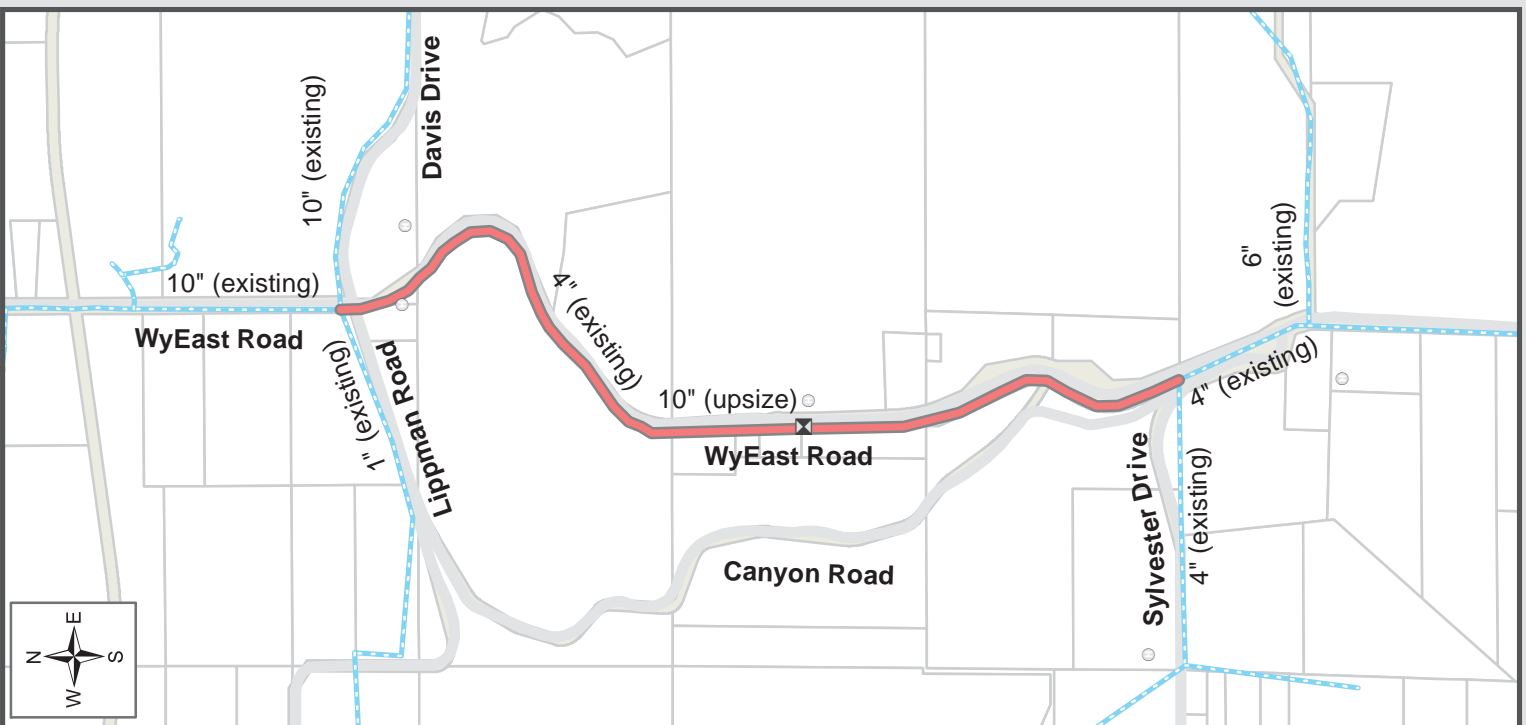 Davis Drive
10" (existing)
10" (existing)
WyEast Road
1" (existing)
Lippman Road
4" (existing)
10" (upsize)
WyEast Road
Canyon Road
6"
(existing)
4" (existing)
Sylvester Drive
4" (existing)
N
E
S
W